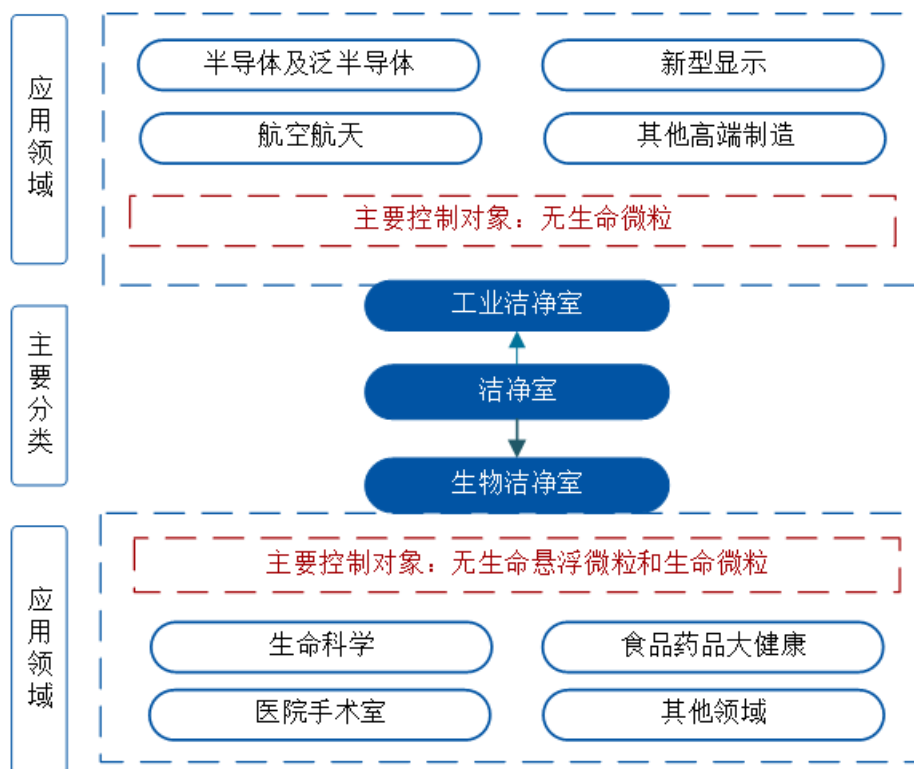 应用领域
半导体及泛半导体
新型显示
航空航天
其他高端制造
主要控制对象：无生命微粒
主要分类
工业洁净室
洁净室
生物洁净室
应用领域
主要控制对象：无生命悬浮微粒和生命微粒
生命科学
食品药品大健康
医院手术室
其他领域